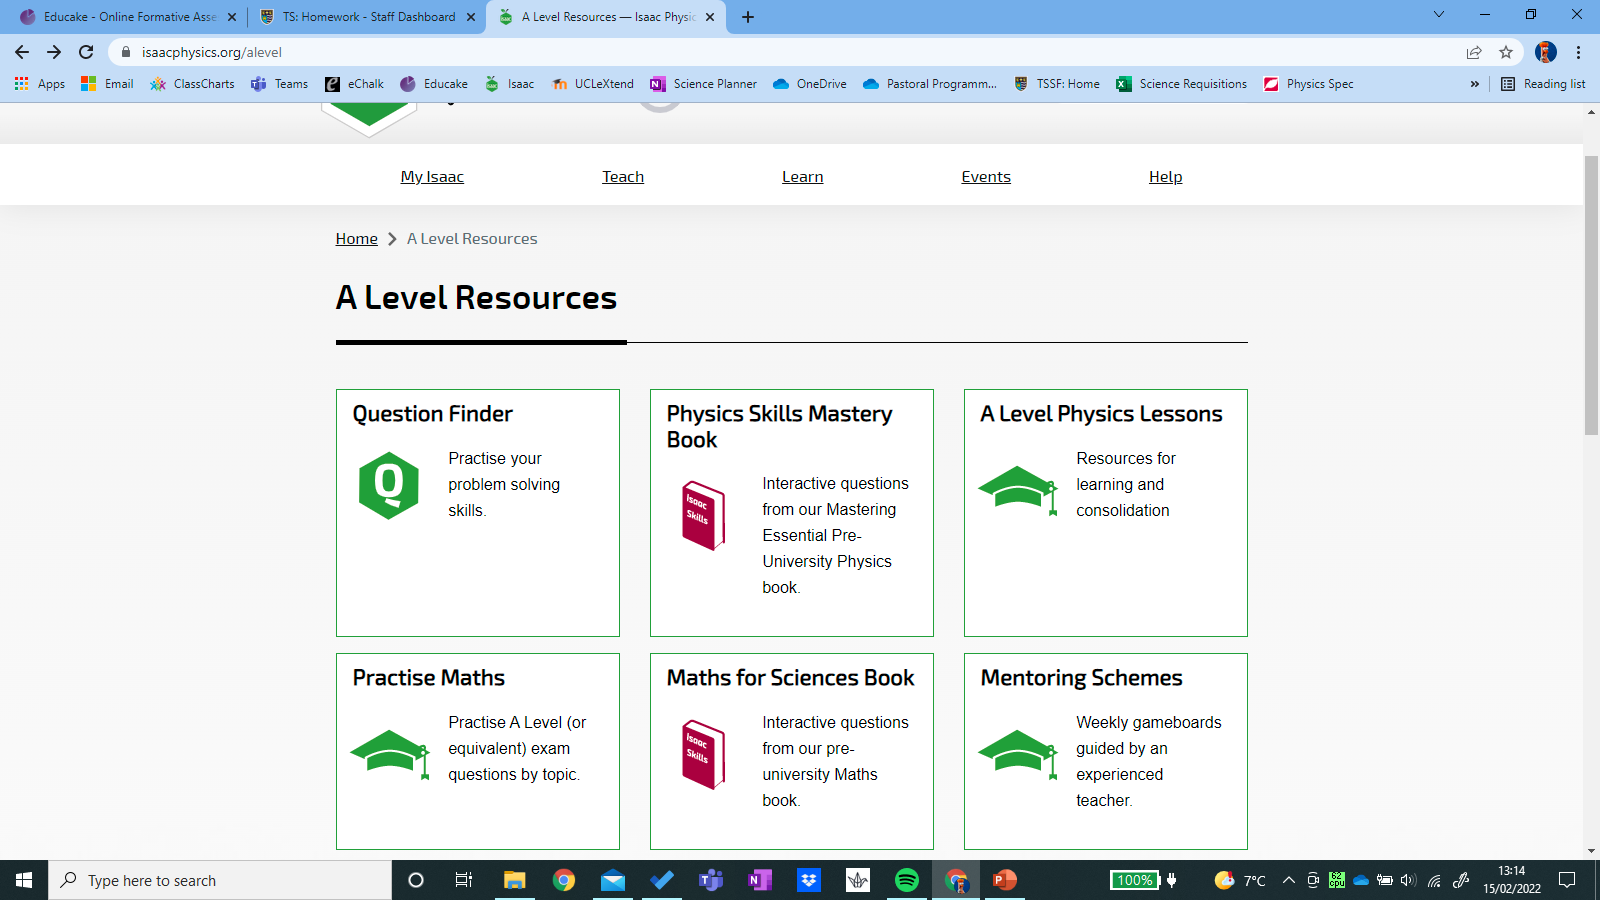 Educake - Online Formative Asse
TS: Homework - Staff Dashboard
A Level Resources — Isaac Physic
isaacphysics.org/alevel
Apps
Email
ClassCharts
Teams
eChalk
Educake
Isaac
UCLeXtend
Science Planner
OneDrive
Pastoral Programm...
TSSF: Home
Science Requisitions
Physics Spec
»
Reading list
My Isaac
Teach
Learn
Events
Help
Home
A Level Resources
A Level Resources
Question Finder
Q
Practise your
problem solving
skills.
Physics Skills Mastery
Book
Isaac
Skills
Interactive questions
from our Mastering
Essential Pre-
University Physics
book.
A Level Physics Lessons
Resources for
learning and
consolidation
Practise Maths
Practise A Level (or
equivalent) exam
questions by topic.
Maths for Sciences Book
Isaac
Skills
Interactive questions
from our pre-
university Maths
book.
Mentoring Schemes
Weekly gameboards
guided by an
experienced
teacher.
Type here to search
100%
7°C
62
cpu
13:14
15/02/2022